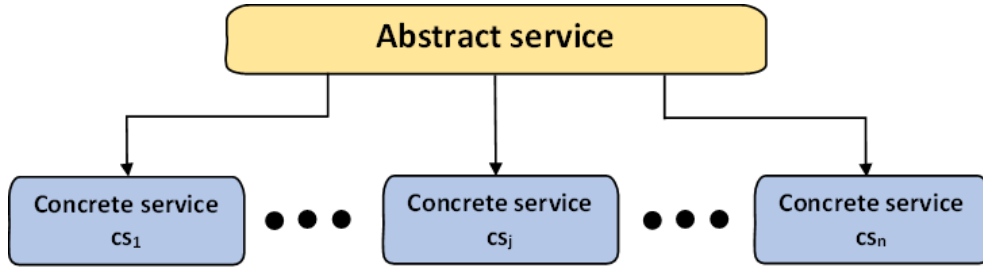 Abstract service
Concrete service
cs₁
Concrete service
csⱼ
Concrete service
csₙ